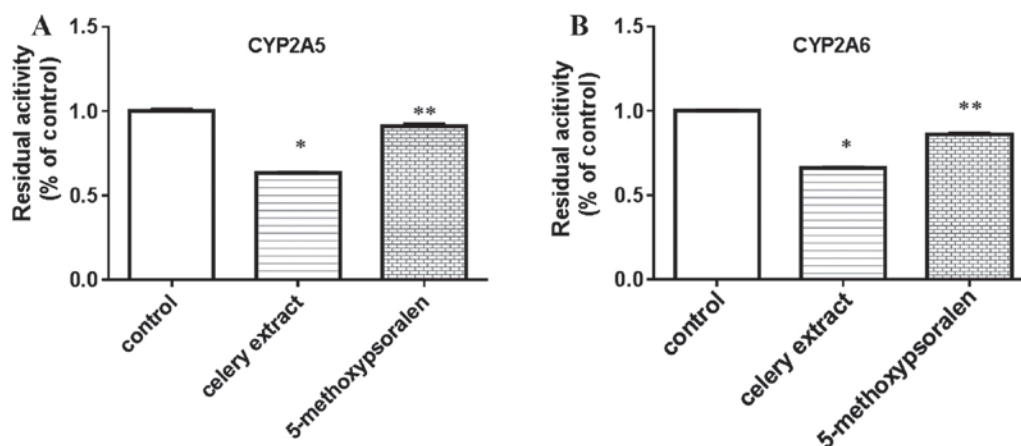 A
CYP2A5
Residual acitivity
(% of control)
1.5
1.0
0.5
0.0
*
**
control
celery extract
5-methoxypsoralen
B
CYP2A6
Residual acitivity
(% of control)
1.5
1.0
0.5
0.0
*
**
control
celery extract
5-methoxypsoralen